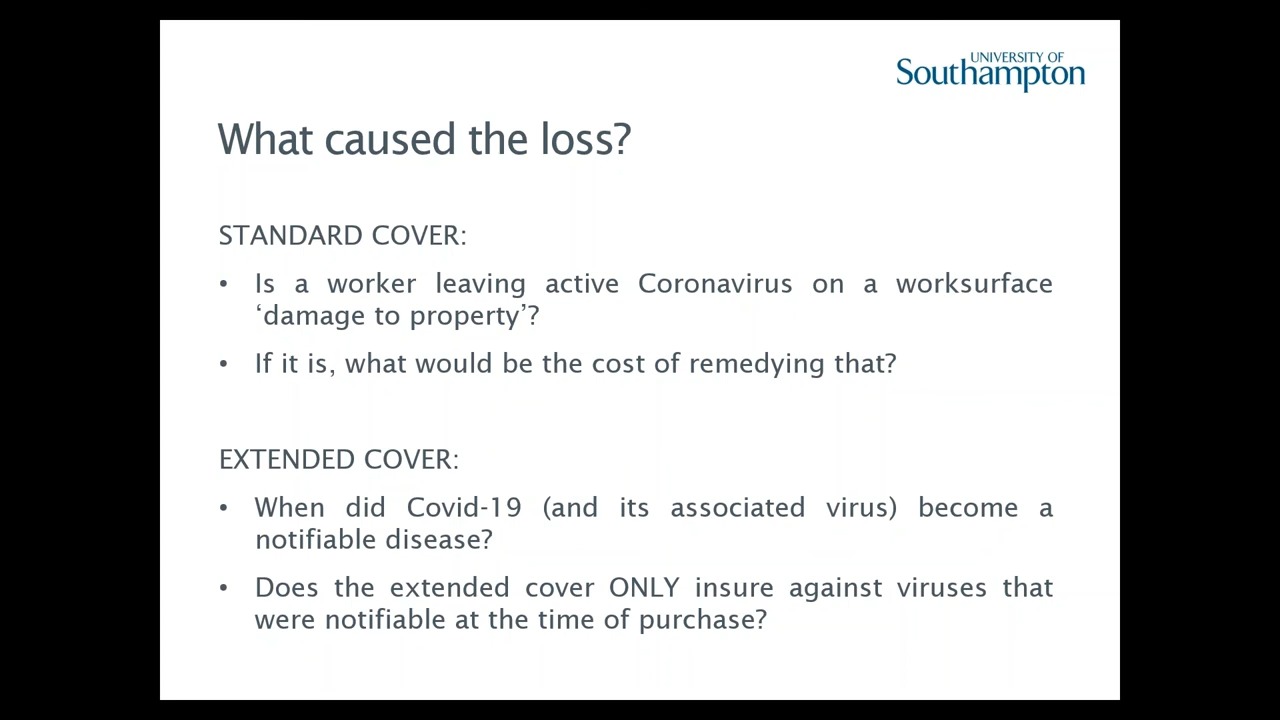 UNIVERSITY OF
Southampton
What caused the loss?
STANDARD COVER:
• Is a worker leaving active Coronavirus on a worksurface
‘damage to property’?
• If it is, what would be the cost of remedying that?
EXTENDED COVER:
• When did Covid-19 (and its associated virus) become a
notifiable disease?
• Does the extended cover ONLY insure against viruses that
were notifiable at the time of purchase?